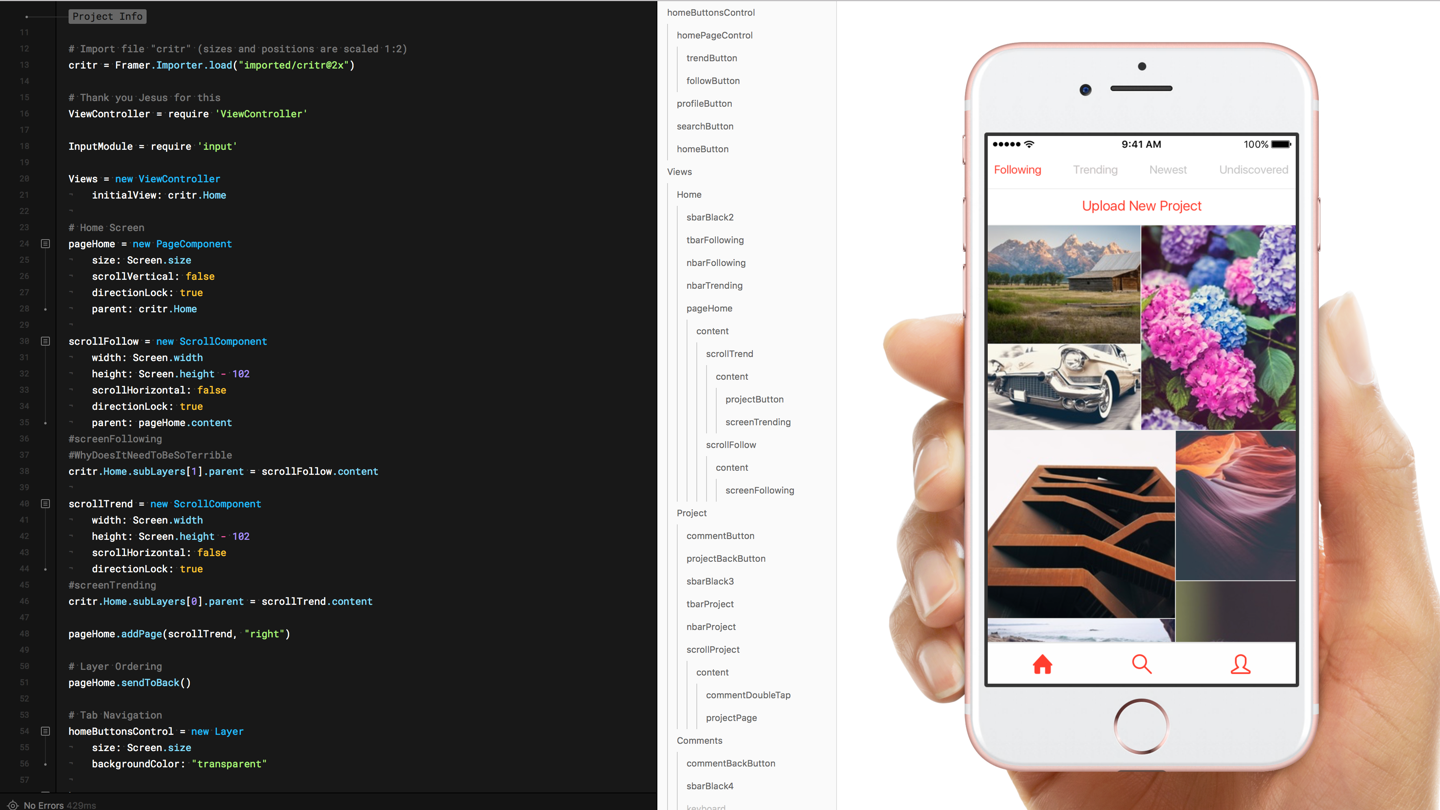 Project Info
11
12 # Import file "critr" (sizes and positions are scaled 1:2)
13 critr = Framer.Importer.load("imported/critr@2x")
14
15 # Thank you Jesus for this
16 ViewController = require 'ViewController'
17
18 InputModule = require 'input'
19
20 Views = new ViewController
21 initialView: critr.Home
22
23 # Home Screen
24 pageHome = new PageComponent
25 size: Screen.size
26 scrollVertical: false
27 directionLock: true
28 parent: critr.Home
29
30 scrollFollow = new ScrollComponent
31 width: Screen.width
32 height: Screen.height - 102
33 scrollHorizontal: false
34 directionLock: true
35 parent: pageHome.content
36 #screenFollowing
37 #WhyDoesItNeedToBeSoTerrible
38 critr.Home.subLayers[1].parent = scrollFollow.content
39
40 scrollTrend = new ScrollComponent
41 width: Screen.width
42 height: Screen.height - 102
43 scrollHorizontal: false
44 directionLock: true
45 #screenTrending
46 critr.Home.subLayers[0].parent = scrollTrend.content
47
48 pageHome.addPage(scrollTrend, "right")
49
50 # Layer Ordering
51 pageHome.sendToBack()
52
53 # Tab Navigation
54 homeButtonsControl = new Layer
55 size: Screen.size
56 backgroundColor: "transparent"
57
No Errors 429ms
homeButtonsControl
homePageControl
trendButton
followButton
profileButton
searchButton
homeButton
Views
Home
sbarBlack2
tbarFollowing
nbarFollowing
nbarTrending
pageHome
content
scrollTrend
content
projectButton
screenTrending
scrollFollow
content
screenFollowing
Project
commentButton
projectBackButton
sbarBlack3
tbarProject
nbarProject
scrollProject
content
commentDoubleTap
projectPage
Comments
commentBackButton
sbarBlack4
keyboard
9:41 AM 100%
Following Trending Newest Undiscovered
Upload New Project